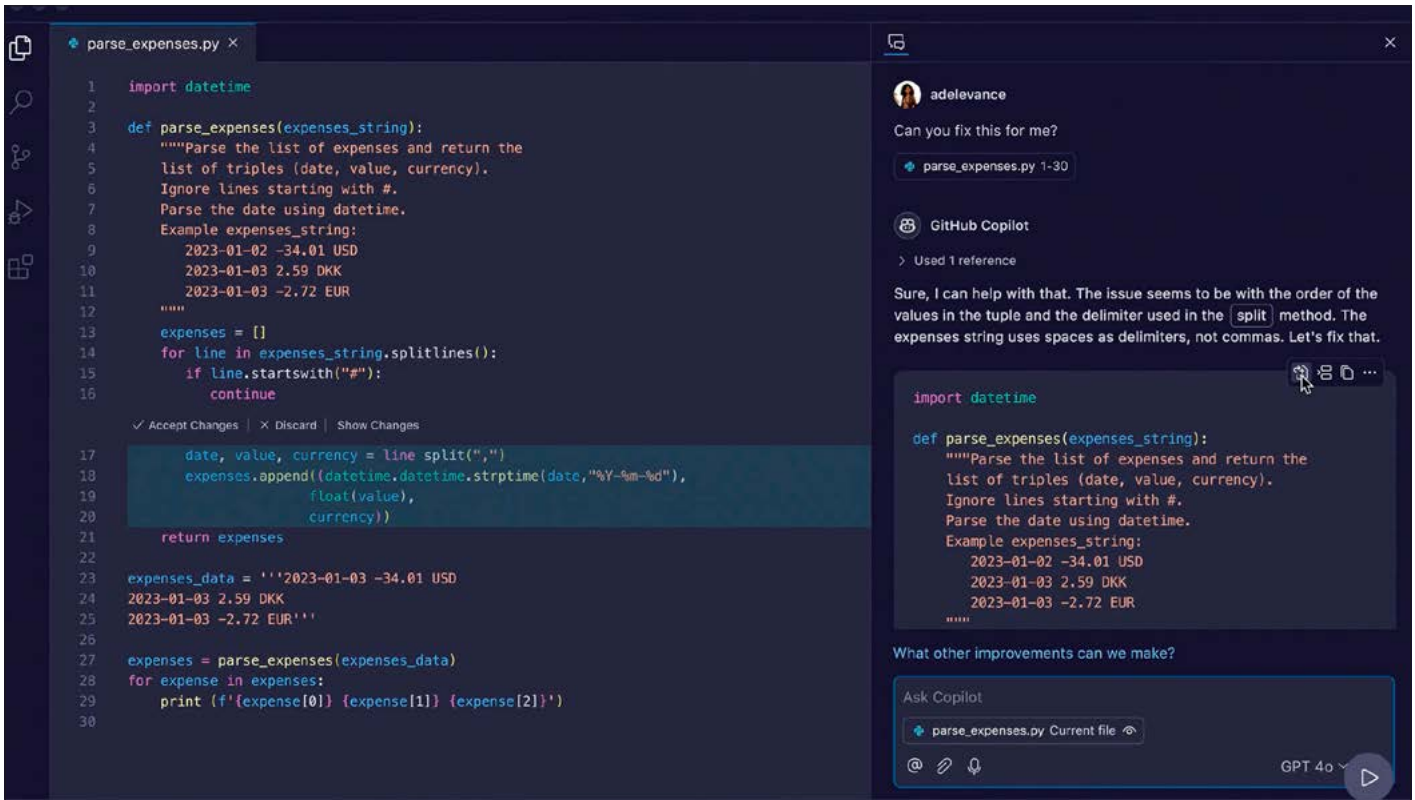 parse_expenses.py ×
1 import datetime
2
3 def parse_expenses(expenses_string):
4 """Parse the list of expenses and return the
5 list of triples (date, value, currency).
6 Ignore lines starting with #.
7 Parse the date using datetime.
8 Example expenses_string:
9 2023-01-02 -34.01 USD
10 2023-01-03 2.59 DKK
11 2023-01-03 -2.72 EUR
12 """
13 expenses = []
14 for line in expenses_string.splitlines():
15 if line.startswith("#"):
16 continue
✓ Accept Changes | × Discard | Show Changes
17 date, value, currency = line split(",")
18 expenses.append((datetime.datetime.strptime(date,"%Y-%m-%d"),
19 float(value),
20 currency))
21 return expenses
22
23 expenses_data = '''2023-01-03 -34.01 USD
24 2023-01-03 2.59 DKK
25 2023-01-03 -2.72 EUR'''
26
27 expenses = parse_expenses(expenses_data)
28 for expense in expenses:
29 print (f'{expense[0]} {expense[1]} {expense[2]}')
30
adelevance
Can you fix this for me?
parse_expenses.py 1-30
GitHub Copilot
> Used 1 reference
Sure, I can help with that. The issue seems to be with the order of the
values in the tuple and the delimiter used in the split method. The
expenses string uses spaces as delimiters, not commas. Let's fix that.
import datetime
def parse_expenses(expenses_string):
"""Parse the list of expenses and return the
list of triples (date, value, currency).
Ignore lines starting with #.
Parse the date using datetime.
Example expenses_string:
2023-01-02 -34.01 USD
2023-01-03 2.59 DKK
2023-01-03 -2.72 EUR
"""
What other improvements can we make?
Ask Copilot
parse_expenses.py Current file
@ GPT 4o